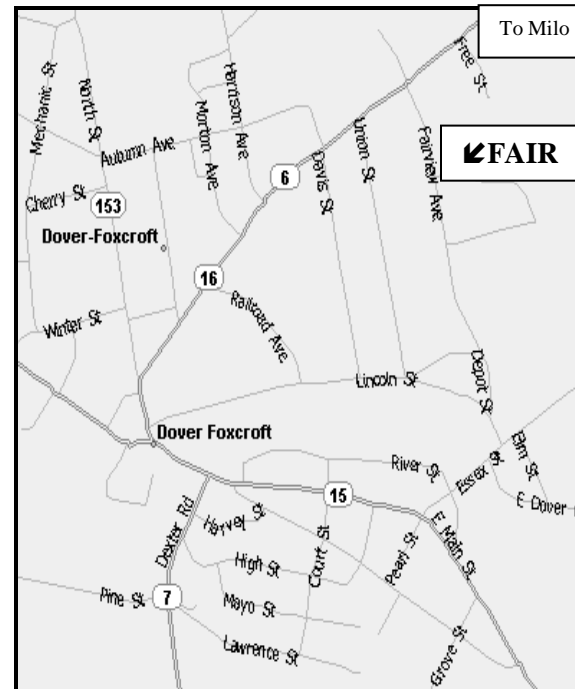 To Milo
Free St
Mechanic St
North St
Harrison Ave
Morton Ave
Autumn Ave
Davis St
Union St
Fairview Ave
↙FAIR
6
Cherry St
153
Dover-Foxcroft
16
Railroad Ave
Winter St
Lincoln St
Depot St
Dover Foxcroft
River St
Essex St
Elm St
E Dover
15
Dexter Rd
Harvey St
Court St
E Main St
High St
Pearl St
7
Pine St
Mayo St
Lawrence St
Grove St